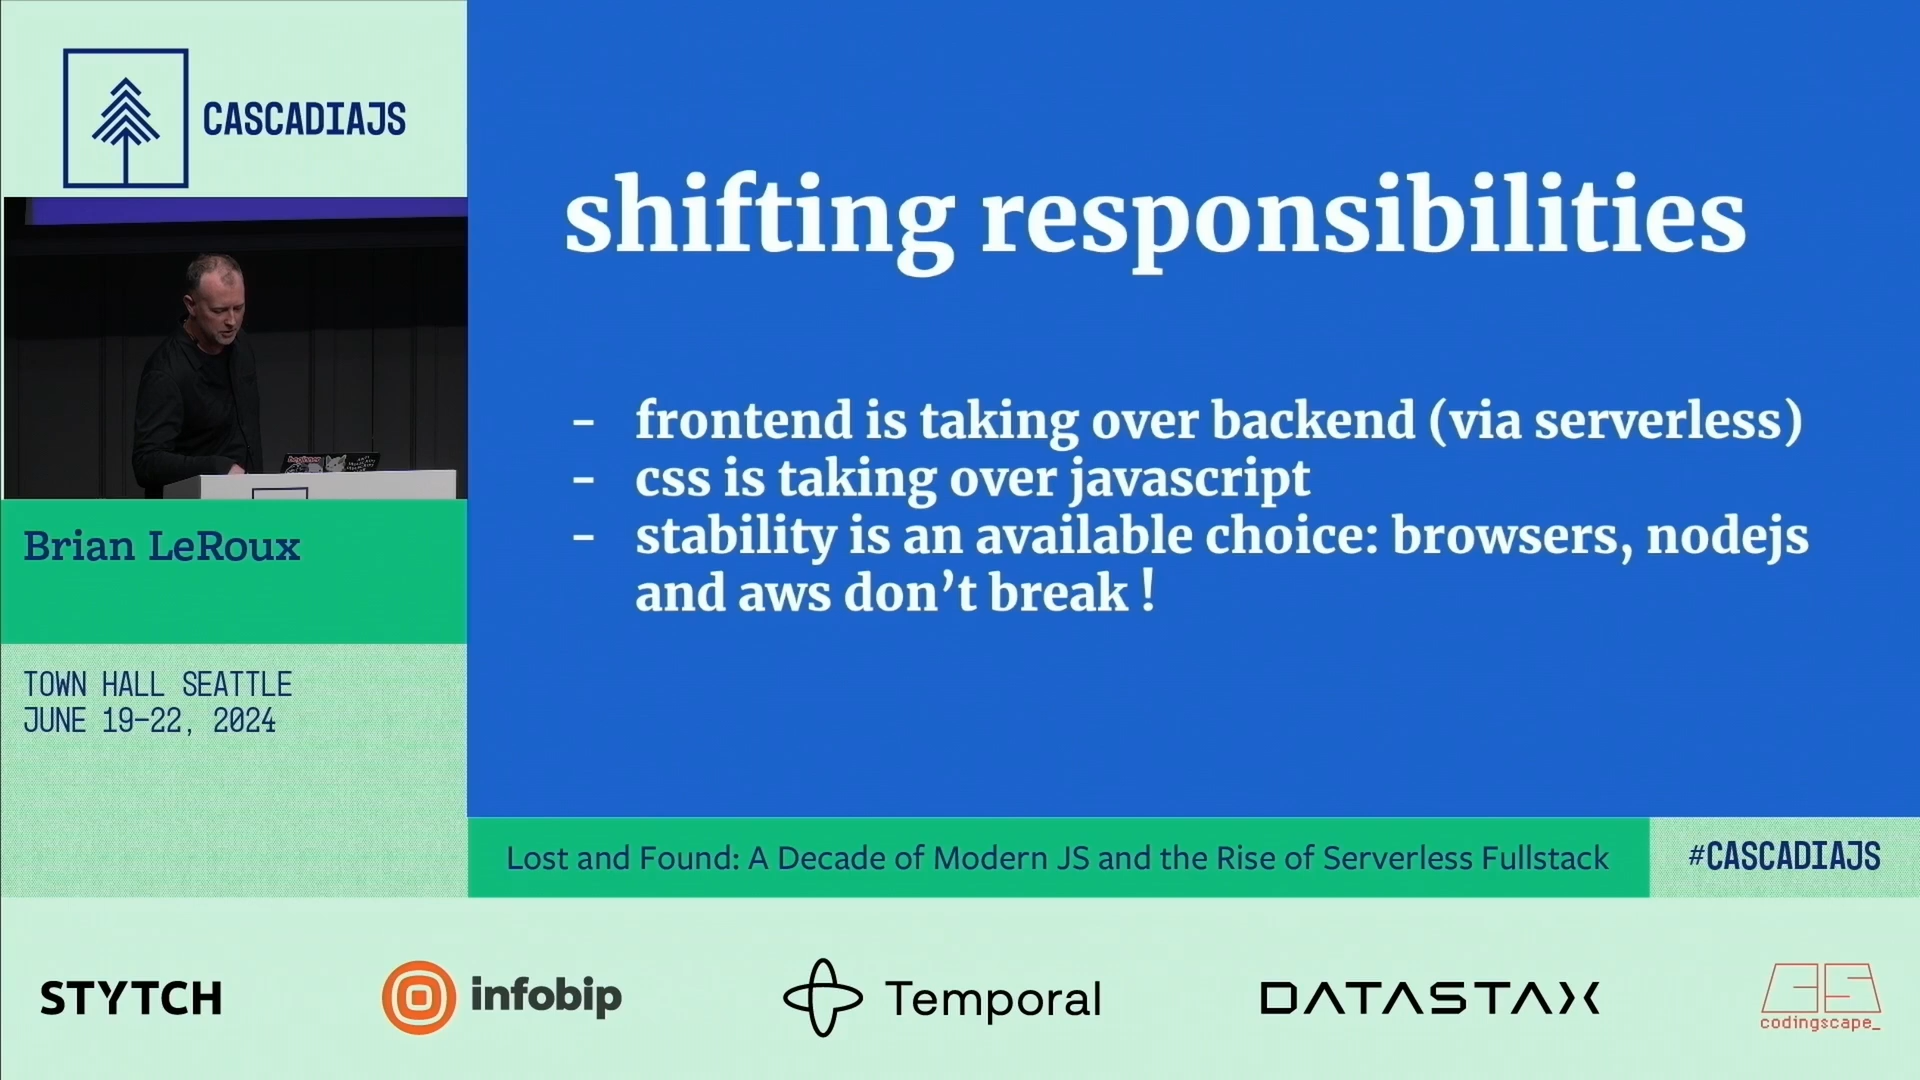 CASCADIAJS
shifting responsibilities
- frontend is taking over backend (via serverless)
- css is taking over javascript
- stability is an available choice: browsers, nodejs
and aws don’t break !
Brian LeRoux
TOWN HALL SEATTLE
JUNE 19-22, 2024
Lost and Found: A Decade of Modern JS and the Rise of Serverless Fullstack
#CASCADIAJS
STYTCH
infobip
Temporal
DATASTAX
CS
codingscape_